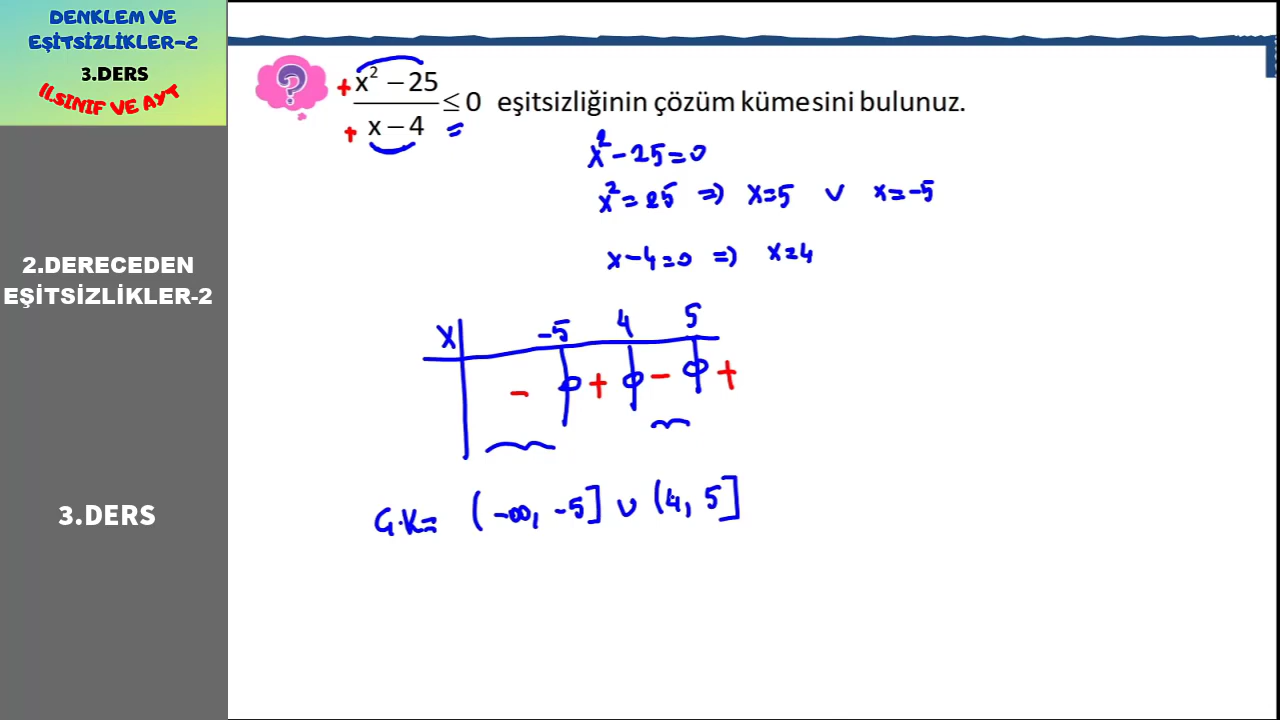 DENKLEM VE
EŞİTSİZLİKLER-2
3.DERS
11.SINIF VE AYT
2.DERECEDEN
EŞİTSİZLİKLER-2
3.DERS
?
+ x² − 25
+ x − 4
≤ 0 eşitsizliğinin çözüm kümesini bulunuz.
=
x² − 25 = 0
x² = 25 ⇒ x = 5 ∨ x = −5
x − 4 = 0 ⇒ x = 4
x −5 4 5
− + − +
Ç.K = (−∞, −5] ∪ (4, 5]